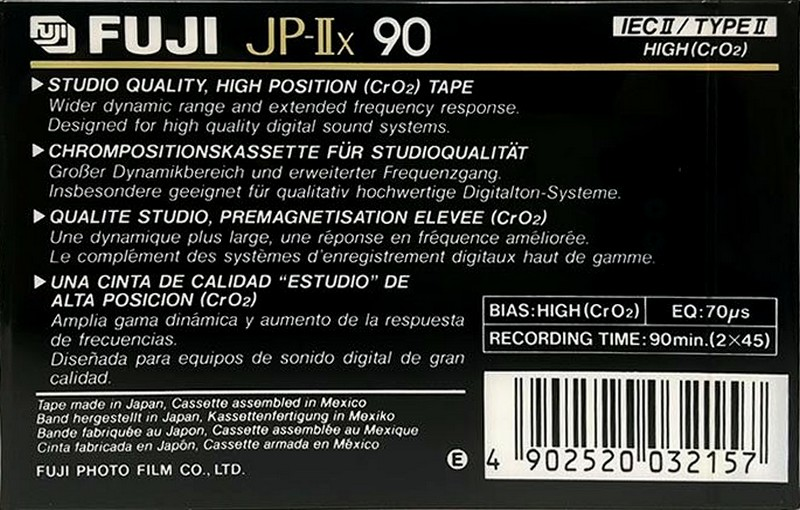 FUJI FUJI JP-IIx 90
IEC II / TYPE II
HIGH (CrO2)
▶ STUDIO QUALITY, HIGH POSITION (CrO2) TAPE
Wider dynamic range and extended frequency response.
Designed for high quality digital sound systems.
▶ CHROMPOSITIONSKASSETTE FÜR STUDIOQUALITÄT
Großer Dynamikbereich und erweiterter Frequenzgang.
Insbesondere geeignet für qualitativ hochwertige Digitalton-Systeme.
▶ QUALITE STUDIO, PREMAGNETISATION ELEVEE (CrO2)
Une dynamique plus large, une réponse en fréquence améliorée.
Le complément des systèmes d'enregistrement digitaux haut de gamme.
▶ UNA CINTA DE CALIDAD "ESTUDIO" DE
ALTA POSICION (CrO2)
Amplia gama dinámica y aumento de la respuesta
de frecuencias.
Diseñada para equipos de sonido digital de gran
calidad.
BIAS: HIGH (CrO2) EQ: 70µs
RECORDING TIME: 90min. (2×45)
Tape made in Japan, Cassette assembled in Mexico
Band hergestellt in Japan, Kassettenfertigung in Mexiko
Bande fabriquée au Japon, Cassette assemblée au Mexique
Cinta fabricada en Japón, Cassette armada en México
FUJI PHOTO FILM CO., LTD.
E
4 902520 032157